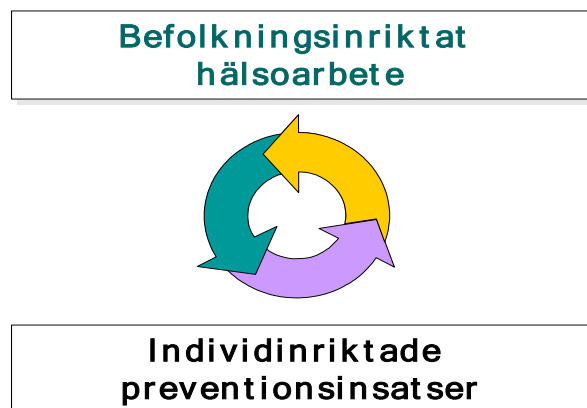 Befolkningsinriktat
hälsoarbete
Individinriktade
preventionsinsatser